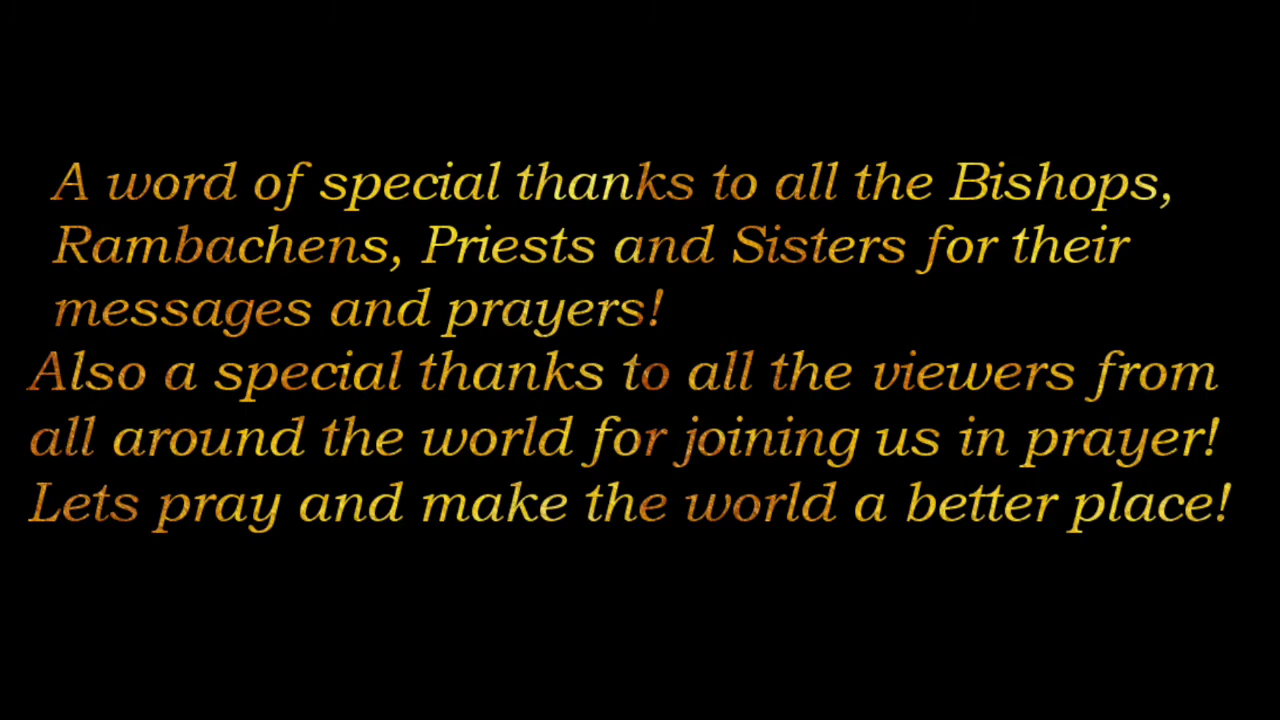 A word of special thanks to all the Bishops,
Rambachens, Priests and Sisters for their
messages and prayers!
Also a special thanks to all the viewers from
all around the world for joining us in prayer!
Lets pray and make the world a better place!